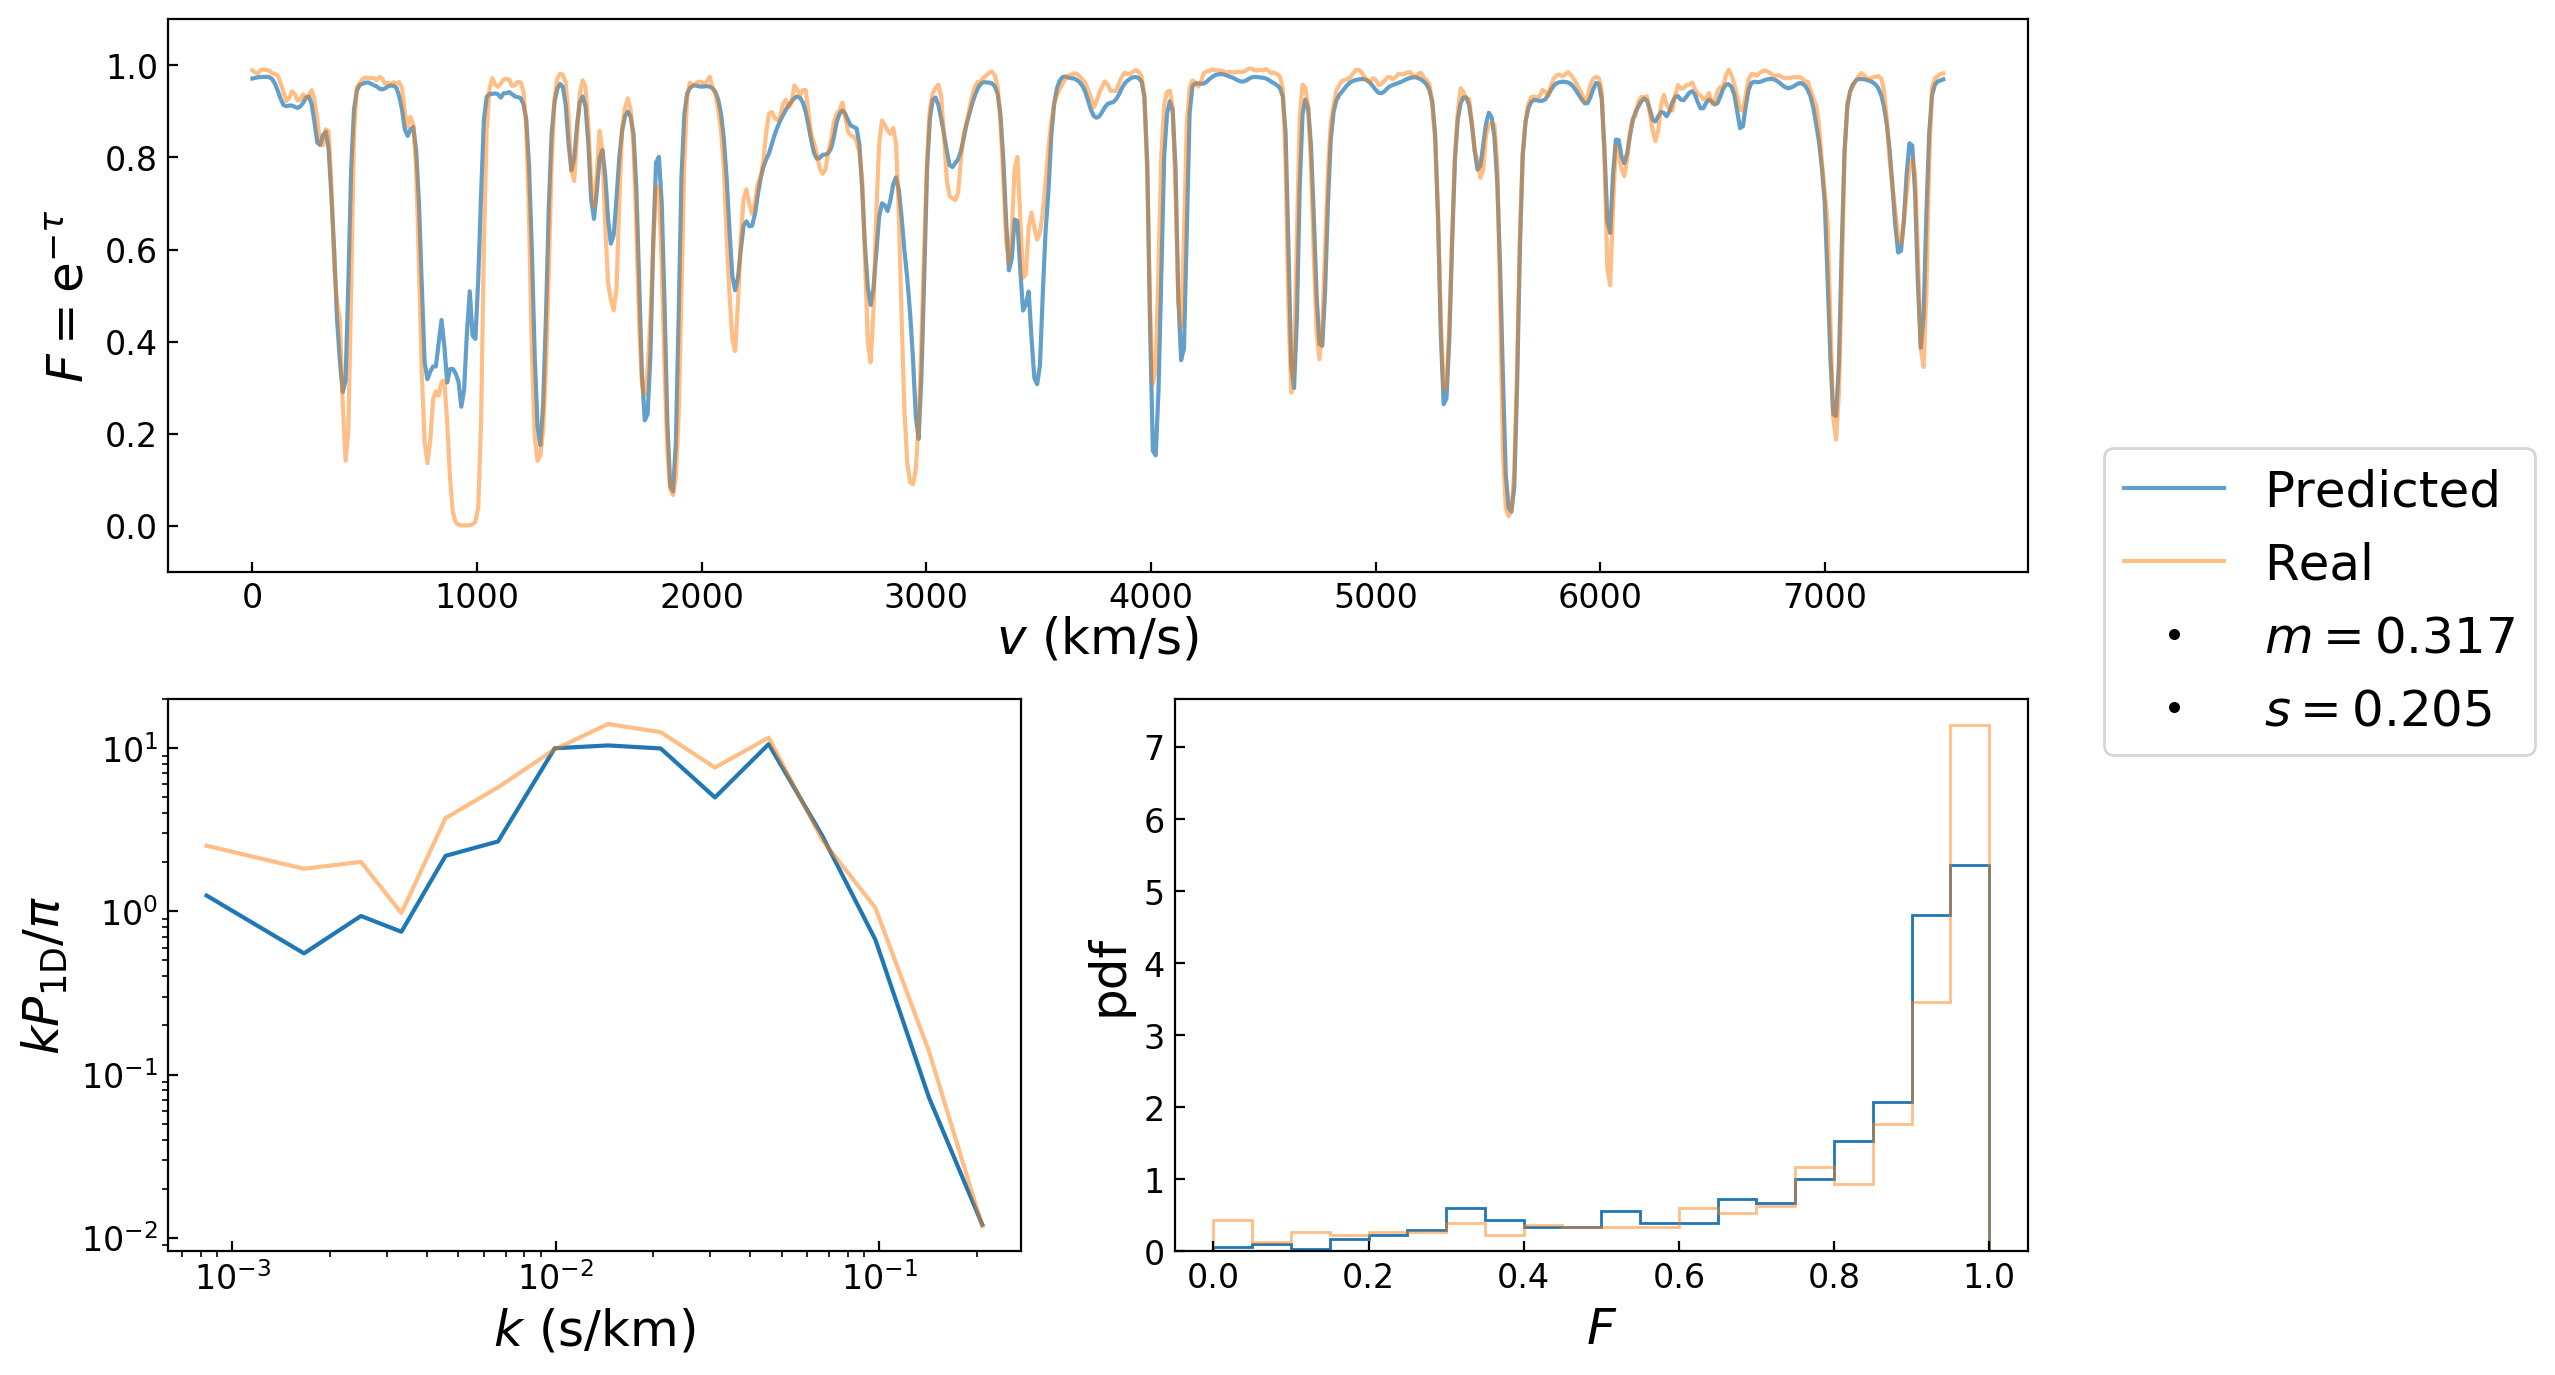 F = e^{−τ}
1.0
0.8
0.6
0.4
0.2
0.0
0 1000 2000 3000 4000 5000 6000 7000
v (km/s)
Predicted
Real
m = 0.317
s = 0.205
kP_{1D}/π
10^{1}
10^{0}
10^{−1}
10^{−2}
10^{−3} 10^{−2} 10^{−1}
k (s/km)
pdf
7
6
5
4
3
2
1
0
0.0 0.2 0.4 0.6 0.8 1.0
F